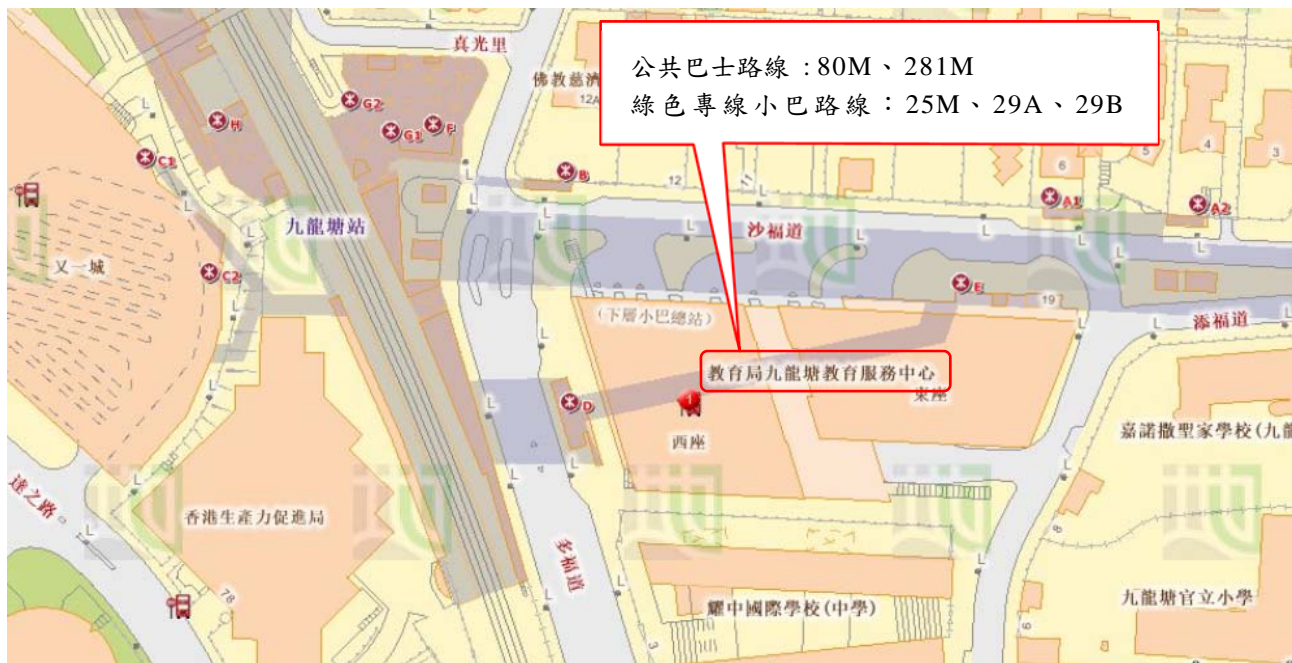 真光里
公共巴士路線：80M、281M
綠色專線小巴路線：25M、29A、29B
佛教慈濟
12A
G2
H
G1
F
C1
B
12
11
6
5
4
3
A1
A2
九龍塘站
沙福道
又一城
C2
E
19
(下層小巴總站)
添福道
教育局九龍塘教育服務中心
東座
1
D
西座
嘉諾撒聖家學校(九龍
達之路
香港生產力促進局
多福道
8
78
耀中國際學校(中學)
九龍塘官立小學
3
6